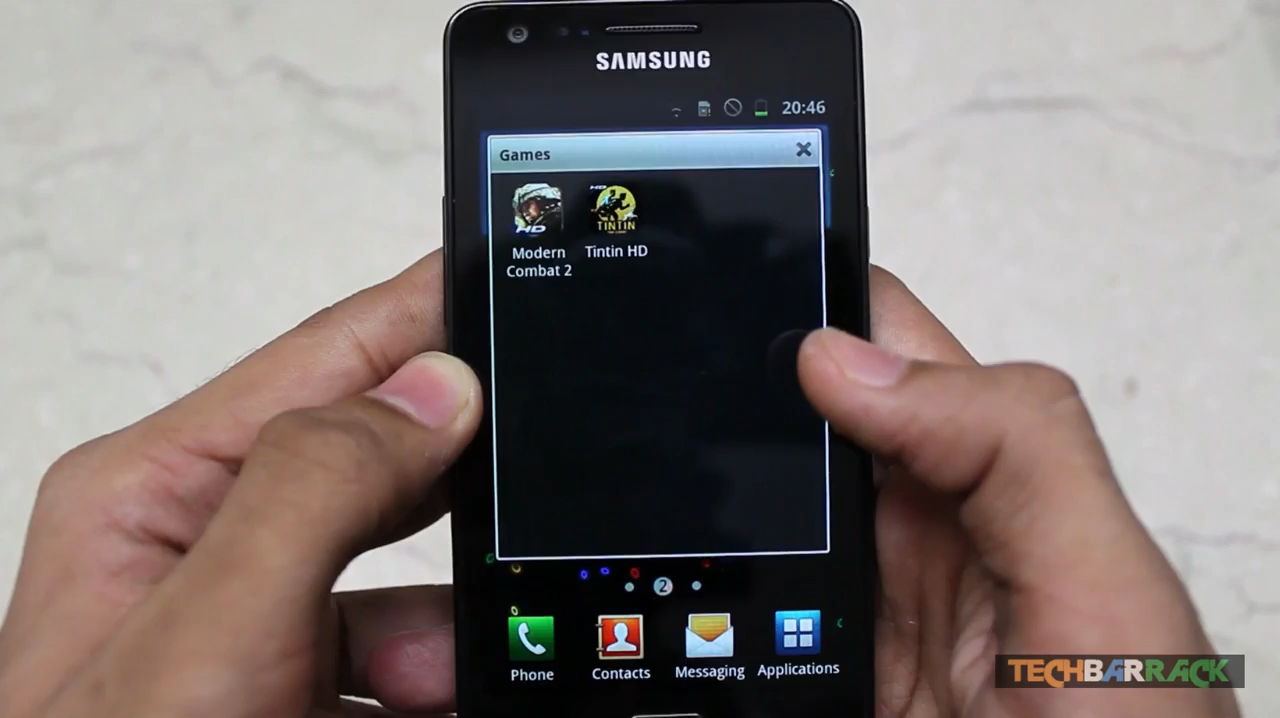 SAMSUNG
20:46
Games
HD
HD
TINTIN
Modern
Combat 2
Tintin HD
2
Phone
Contacts
Messaging
Applications
TECHBARRACK